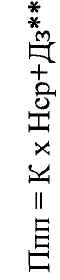 Ппп = К х Нср+Дз**